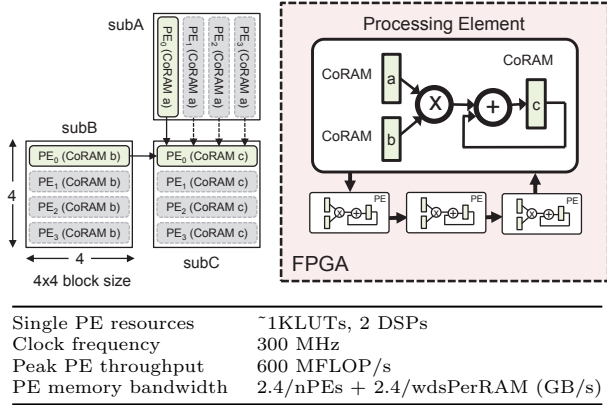 subA
PE0 (CoRAM a)
PE1 (CoRAM a)
PE2 (CoRAM a)
PE3 (CoRAM a)
subB
PE0 (CoRAM b)
PE1 (CoRAM b)
PE2 (CoRAM b)
PE3 (CoRAM b)
4
4
4x4 block size
PE0 (CoRAM c)
PE1 (CoRAM c)
PE2 (CoRAM c)
PE3 (CoRAM c)
subC
Processing Element
CoRAM
a
CoRAM
b
X
+
CoRAM
c
PE
PE
PE
FPGA
Single PE resources ~1KLUTs, 2 DSPs
Clock frequency 300 MHz
Peak PE throughput 600 MFLOP/s
PE memory bandwidth 2.4/nPEs + 2.4/wdsPerRAM (GB/s)